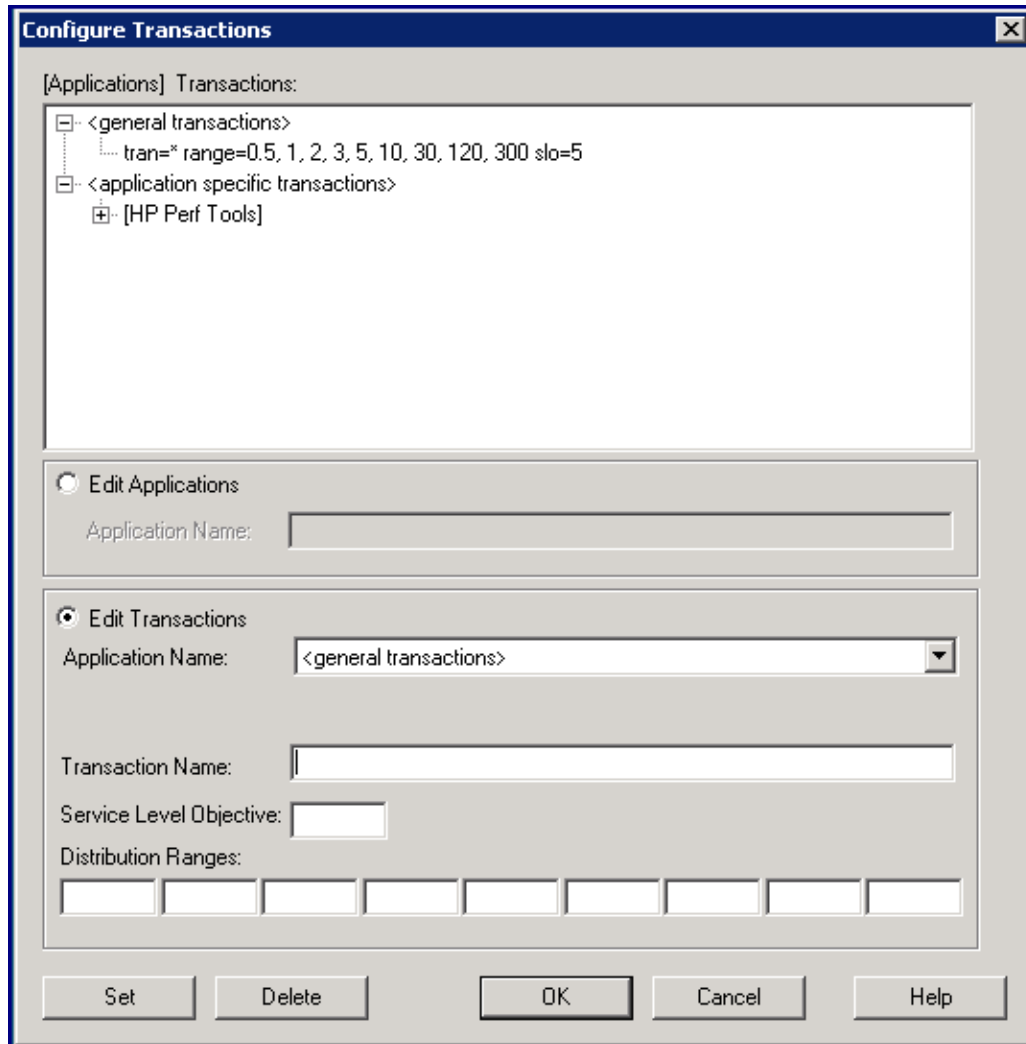 Configure Transactions
[Applications] Transactions:
<general transactions>
tran=* range=0.5, 1, 2, 3, 5, 10, 30, 120, 300 slo=5
<application specific transactions>
[HP Perf Tools]
Edit Applications
Application Name:
Edit Transactions
Application Name: <general transactions>
Transaction Name:
Service Level Objective:
Distribution Ranges:
Set Delete OK Cancel Help